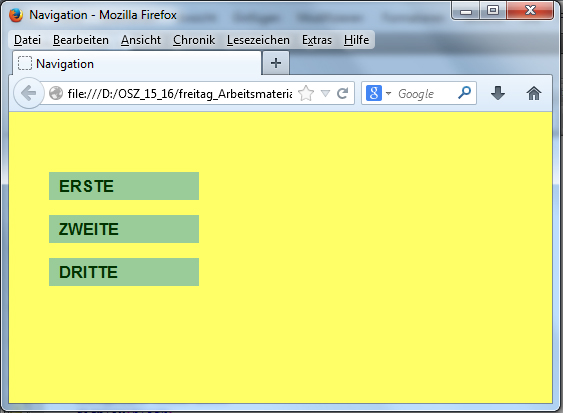 Navigation - Mozilla Firefox
Datei Bearbeiten Ansicht Chronik Lesezeichen Extras Hilfe
Navigation
file:///D:/OSZ_15_16/freitag_Arbeitsmateria
Google
ERSTE
ZWEITE
DRITTE